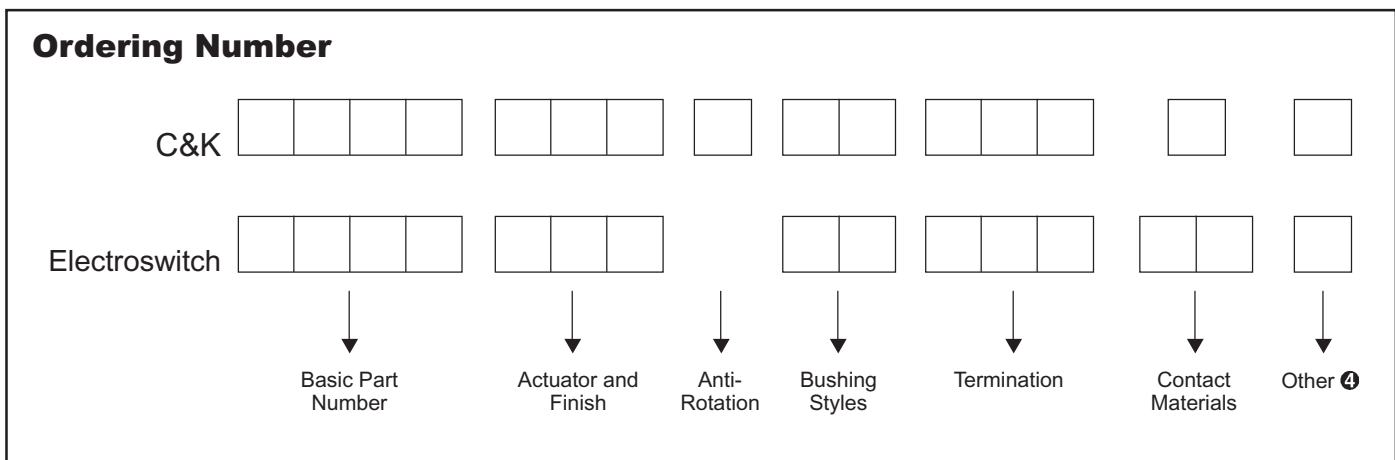 Ordering Number
C&K
Electroswitch
Basic Part
Number
Actuator and
Finish
Anti-
Rotation
Bushing
Styles
Termination
Contact
Materials
Other ❹